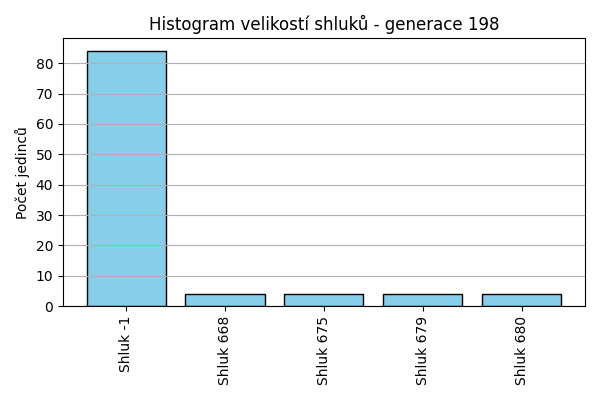 Histogram velikostí shluků - generace 198
Počet jedinců
80
70
60
50
40
30
20
10
0
Shluk -1
Shluk 668
Shluk 675
Shluk 679
Shluk 680